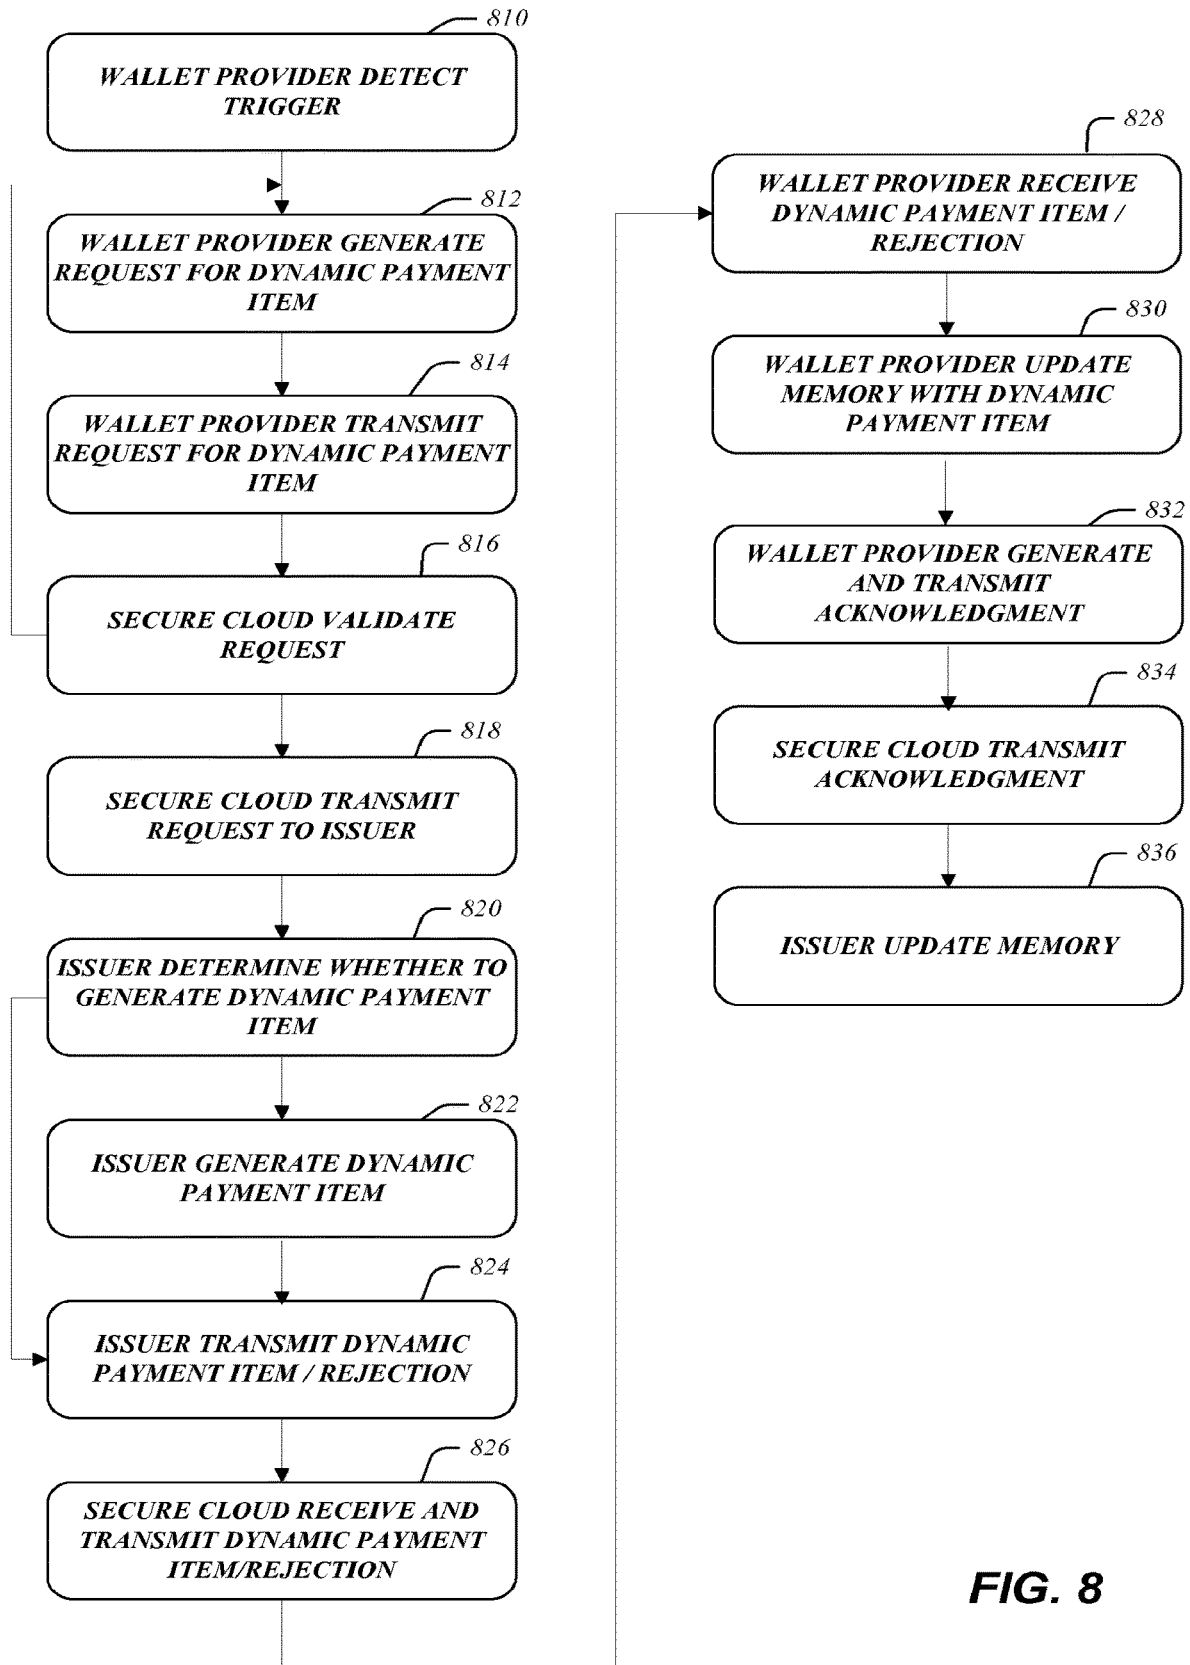 810
WALLET PROVIDER DETECT
TRIGGER
812
WALLET PROVIDER GENERATE
REQUEST FOR DYNAMIC PAYMENT
ITEM
814
WALLET PROVIDER TRANSMIT
REQUEST FOR DYNAMIC PAYMENT
ITEM
816
SECURE CLOUD VALIDATE
REQUEST
818
SECURE CLOUD TRANSMIT
REQUEST TO ISSUER
820
ISSUER DETERMINE WHETHER TO
GENERATE DYNAMIC PAYMENT
ITEM
822
ISSUER GENERATE DYNAMIC
PAYMENT ITEM
824
ISSUER TRANSMIT DYNAMIC
PAYMENT ITEM / REJECTION
826
SECURE CLOUD RECEIVE AND
TRANSMIT DYNAMIC PAYMENT
ITEM/REJECTION
828
WALLET PROVIDER RECEIVE
DYNAMIC PAYMENT ITEM /
REJECTION
830
WALLET PROVIDER UPDATE
MEMORY WITH DYNAMIC
PAYMENT ITEM
832
WALLET PROVIDER GENERATE
AND TRANSMIT
ACKNOWLEDGMENT
834
SECURE CLOUD TRANSMIT
ACKNOWLEDGMENT
836
ISSUER UPDATE MEMORY
FIG. 8